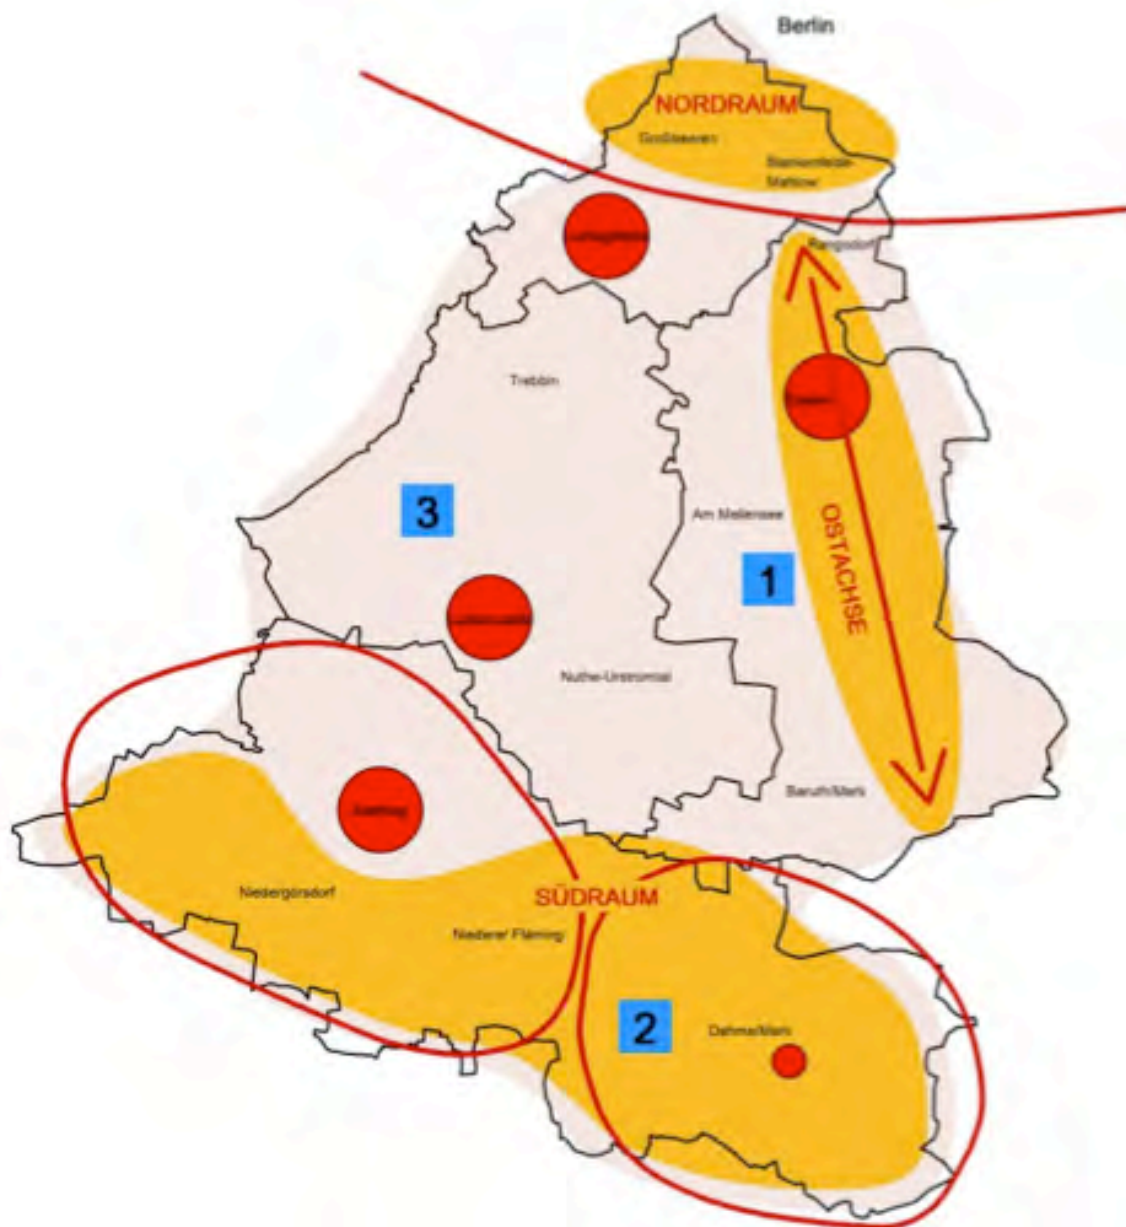 Berlin
NORDRAUM
Großbeeren
Blankenfelde-
Mahlow
Rangsdorf
Trebbin
3
Am Mellensee
1
OSTACHSE
Nuthe-Urstromtal
Baruth/Mark
Niedergörsdorf
SÜDRAUM
Niederer Fläming
2
Dahme/Mark